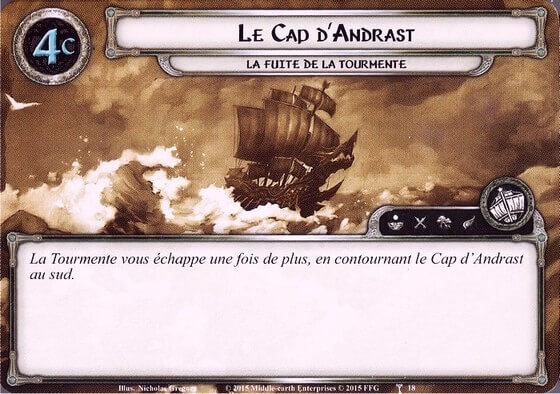 4C
LE CAP D'ANDRAST
LA FUITE DE LA TOURMENTE
La Tourmente vous échappe une fois de plus, en contournant le Cap d'Andrast
au sud.
Illus. Nicholas Gregory © 2015 Middle-earth Enterprises © 2015 FFG 18